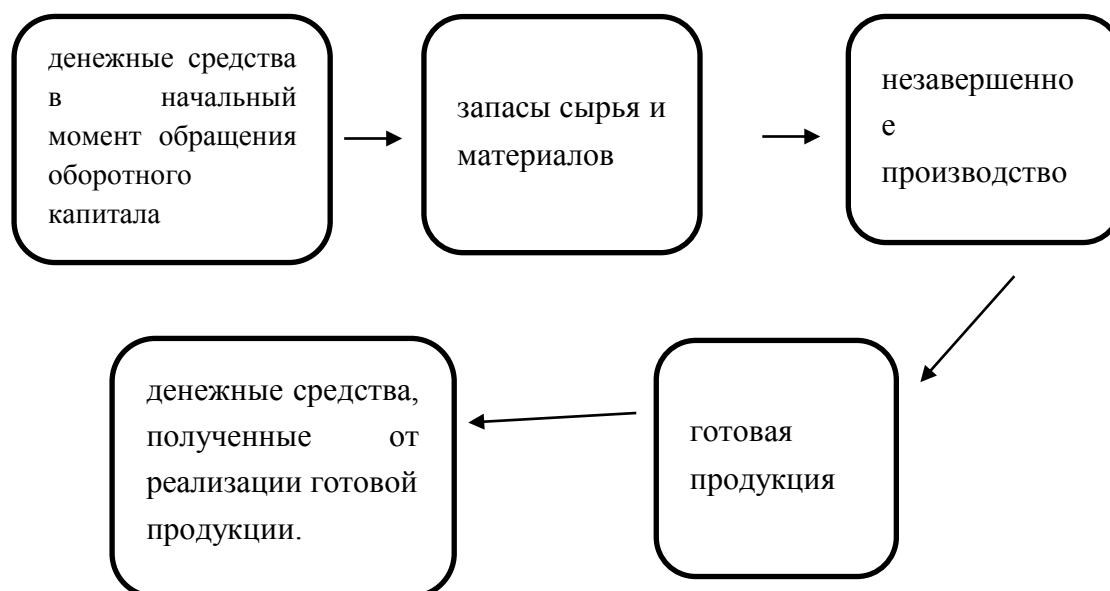 денежные средства
в начальный
момент обращения
оборотного
капитала
запасы сырья и
материалов
незавершенно
е
производство
готовая
продукция
денежные средства,
полученные от
реализации готовой
продукции.